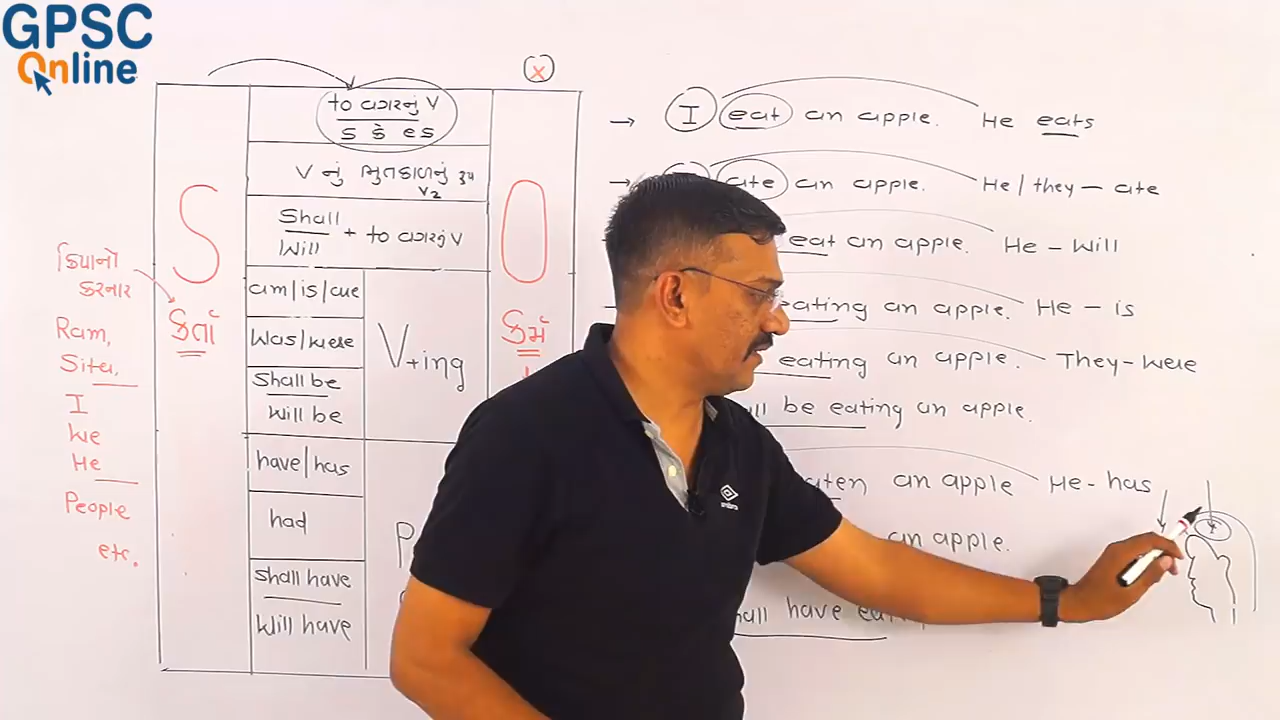 GPSC
Online
x
to વગરનું V
s કે es
V નું ભુતકાળનું રૂપ
V2
Shall
Will
+ to વગરનું V
am/is/are
Was/were
Shall be
Will be
V+ing
have/has
had
shall have
Will have
S
કર્તા
O
કર્મ
ક્રિયાનો
કરનાર
Ram,
Sita,
I
We
He
People
etc.
→ I eat an apple. He eats
→ ate an apple. He/they – ate
eat an apple. He – Will
eating an apple. He – is
eating an apple. They – were
be eating an apple.
an apple He – has
an apple.
have